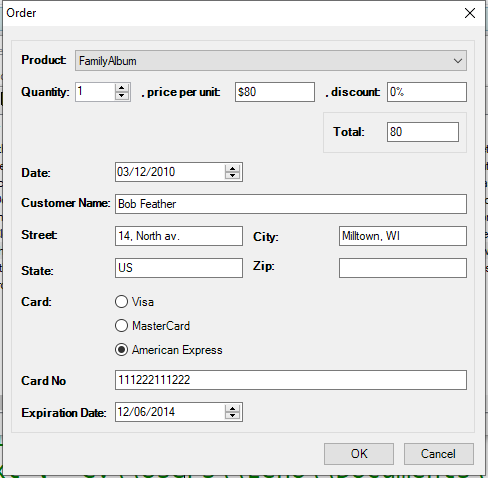 Order
Product: FamilyAlbum
Quantity: 1 , price per unit: $80 , discount: 0%
Total: 80
Date: 03/12/2010
Customer Name: Bob Feather
Street: 14, North av. City: Milltown, WI
State: US Zip:
Card: Visa
MasterCard
American Express
Card No 111222111222
Expiration Date: 12/06/2014
OK Cancel